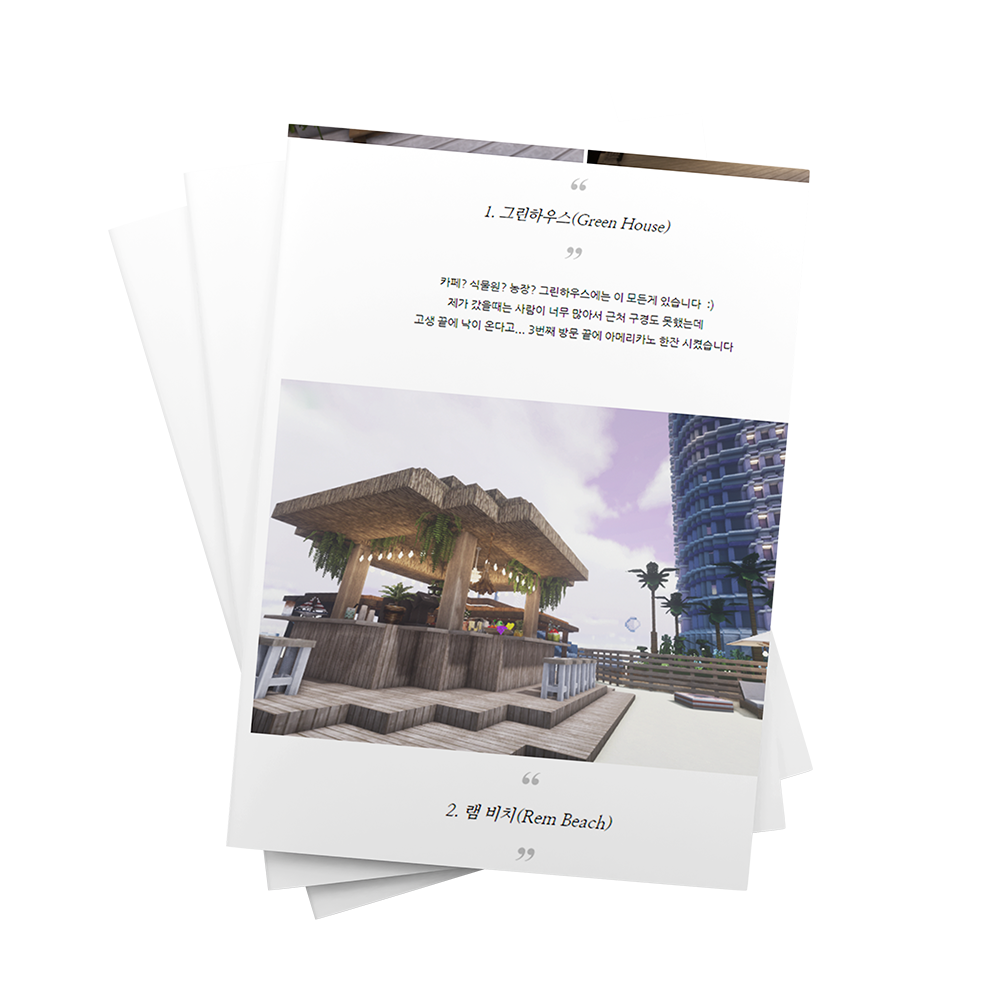 “
1. 그린하우스(Green House)
”
카페? 식물원? 농장? 그린하우스에는 이 모든게 있습니다 :)
제가 갔을때는 사람이 너무 많아서 근처 구경도 못했는데
고생 끝에 낙이 온다고... 3번째 방문 끝에 아메리카노 한잔 시켰습니다
“
2. 램 비치(Rem Beach)
”